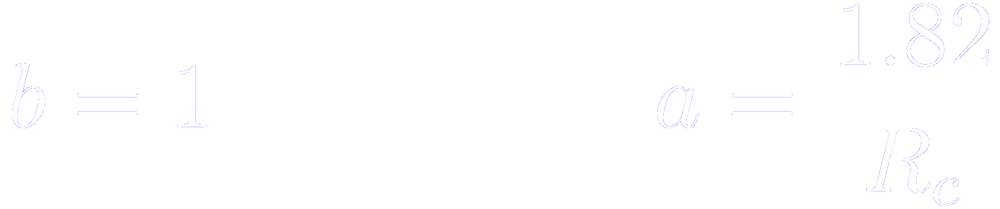 b = 1 a = 1.82
R_c